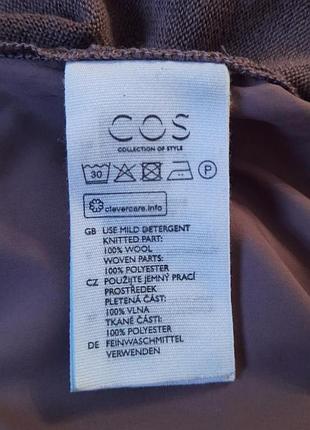 COS
COLLECTION OF STYLE
30 P
clevercare.info
GB USE MILD DETERGENT
KNITTED PART:
100% WOOL
WOVEN PARTS:
100% POLYESTER
CZ POUŽIJTE JEMNÝ PRACÍ
PROSTŘEDEK
PLETENÁ ČÁST:
100% VLNA
TKANÉ ČÁSTI:
100% POLYESTER
DE FEINWASCHMITTEL
VERWENDEN